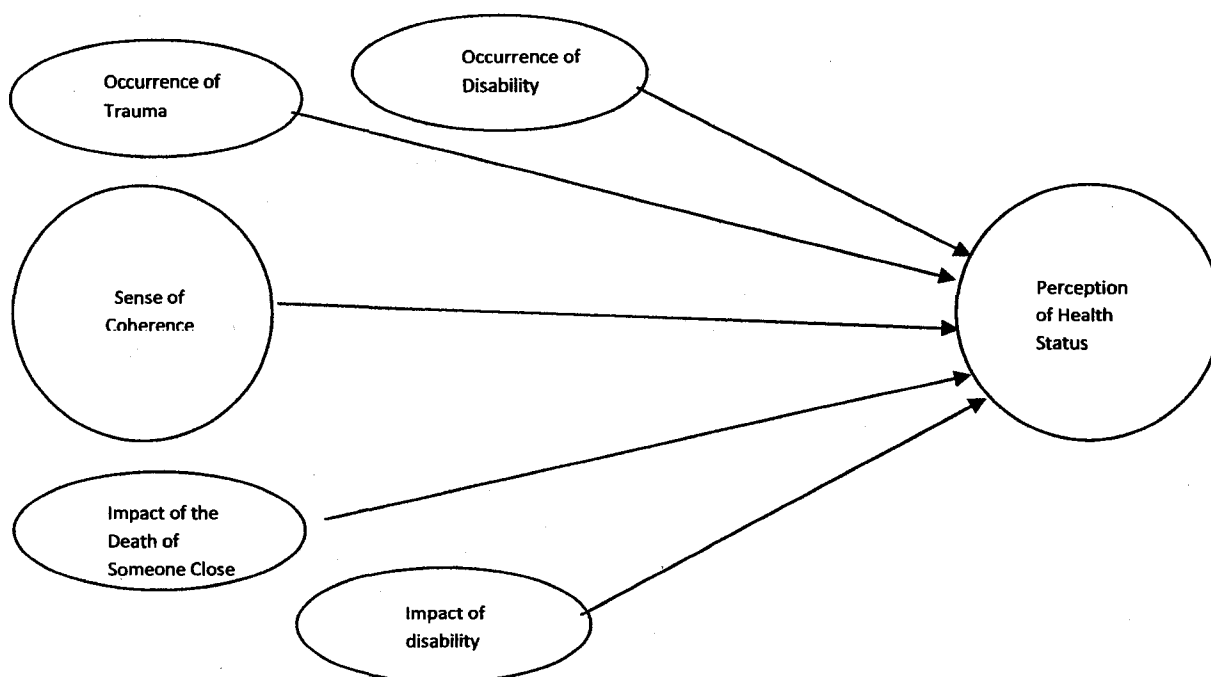 Occurrence of
Trauma
Occurrence of
Disability
Sense of
Coherence
Perception
of Health
Status
Impact of the
Death of
Someone Close
Impact of
disability